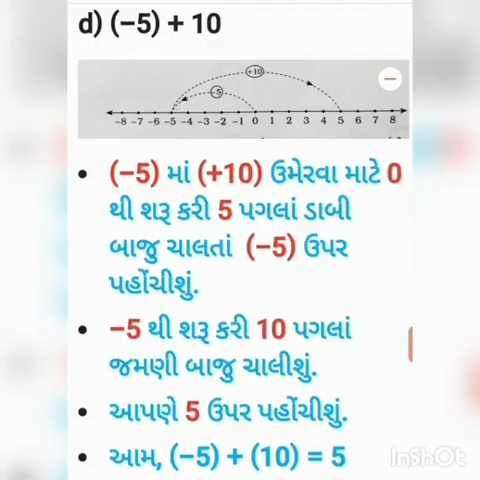 d) (−5) + 10
+10
-5
-8 -7 -6 -5 -4 -3 -2 -1 0 1 2 3 4 5 6 7 8
• (−5) માં (+10) ઉમેરવા માટે 0
થી શરૂ કરી 5 પગલાં ડાબી
બાજુ ચાલતાં (−5) ઉપર
પહોંચીશું.
• −5 થી શરૂ કરી 10 પગલાં
જમણી બાજુ ચાલીશું.
• આપણે 5 ઉપર પહોંચીશું.
• આમ, (−5) + (10) = 5
InShOt